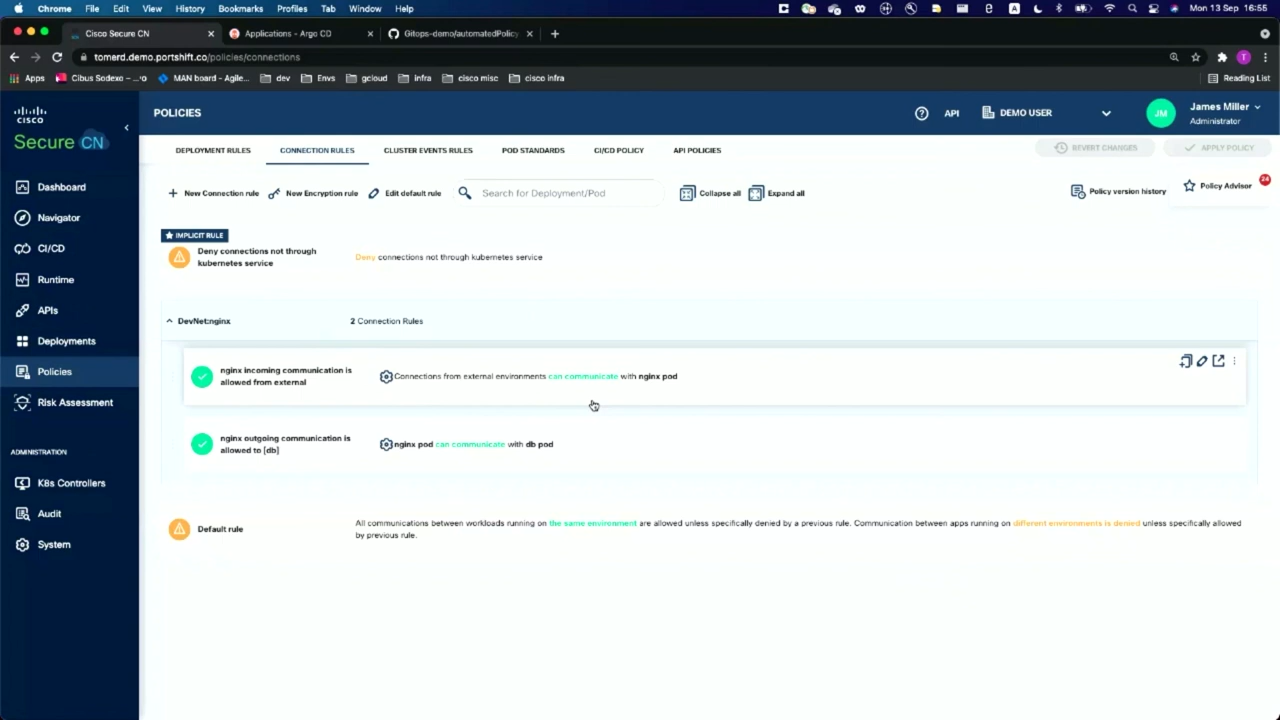 Chrome File Edit View History Bookmarks Profiles Tab Window Help
Mon 13 Sep 16:55
Cisco Secure CN
Applications - Argo CD
Gitops-demo/automatedPolicy
tomerd.demo.portshift.co/policies/connections
Apps
Cibus Sodexo – ...ו
MAN board - Agile...
dev
Envs
gcloud
infra
cisco misc
cisco infra
Reading List
CISCO
Secure CN
POLICIES
API
DEMO USER
JM
James Miller
Administrator
DEPLOYMENT RULES
CONNECTION RULES
CLUSTER EVENTS RULES
POD STANDARDS
CI/CD POLICY
API POLICIES
REVERT CHANGES
APPLY POLICY
New Connection rule
New Encryption rule
Edit default rule
Search for Deployment/Pod
Collapse all
Expand all
Policy version history
Policy Advisor
24
Dashboard
Navigator
CI/CD
Runtime
APIs
Deployments
Policies
Risk Assessment
ADMINISTRATION
K8s Controllers
Audit
System
IMPLICIT RULE
Deny connections not through
kubernetes service
Deny connections not through kubernetes service
DevNet:nginx
2 Connection Rules
nginx incoming communication is
allowed from external
Connections from external environments can communicate with nginx pod
nginx outgoing communication is
allowed to [db]
nginx pod can communicate with db pod
Default rule
All communications between workloads running on the same environment are allowed unless specifically denied by a previous rule. Communication between apps running on different environments is denied unless specifically allowed
by previous rule.